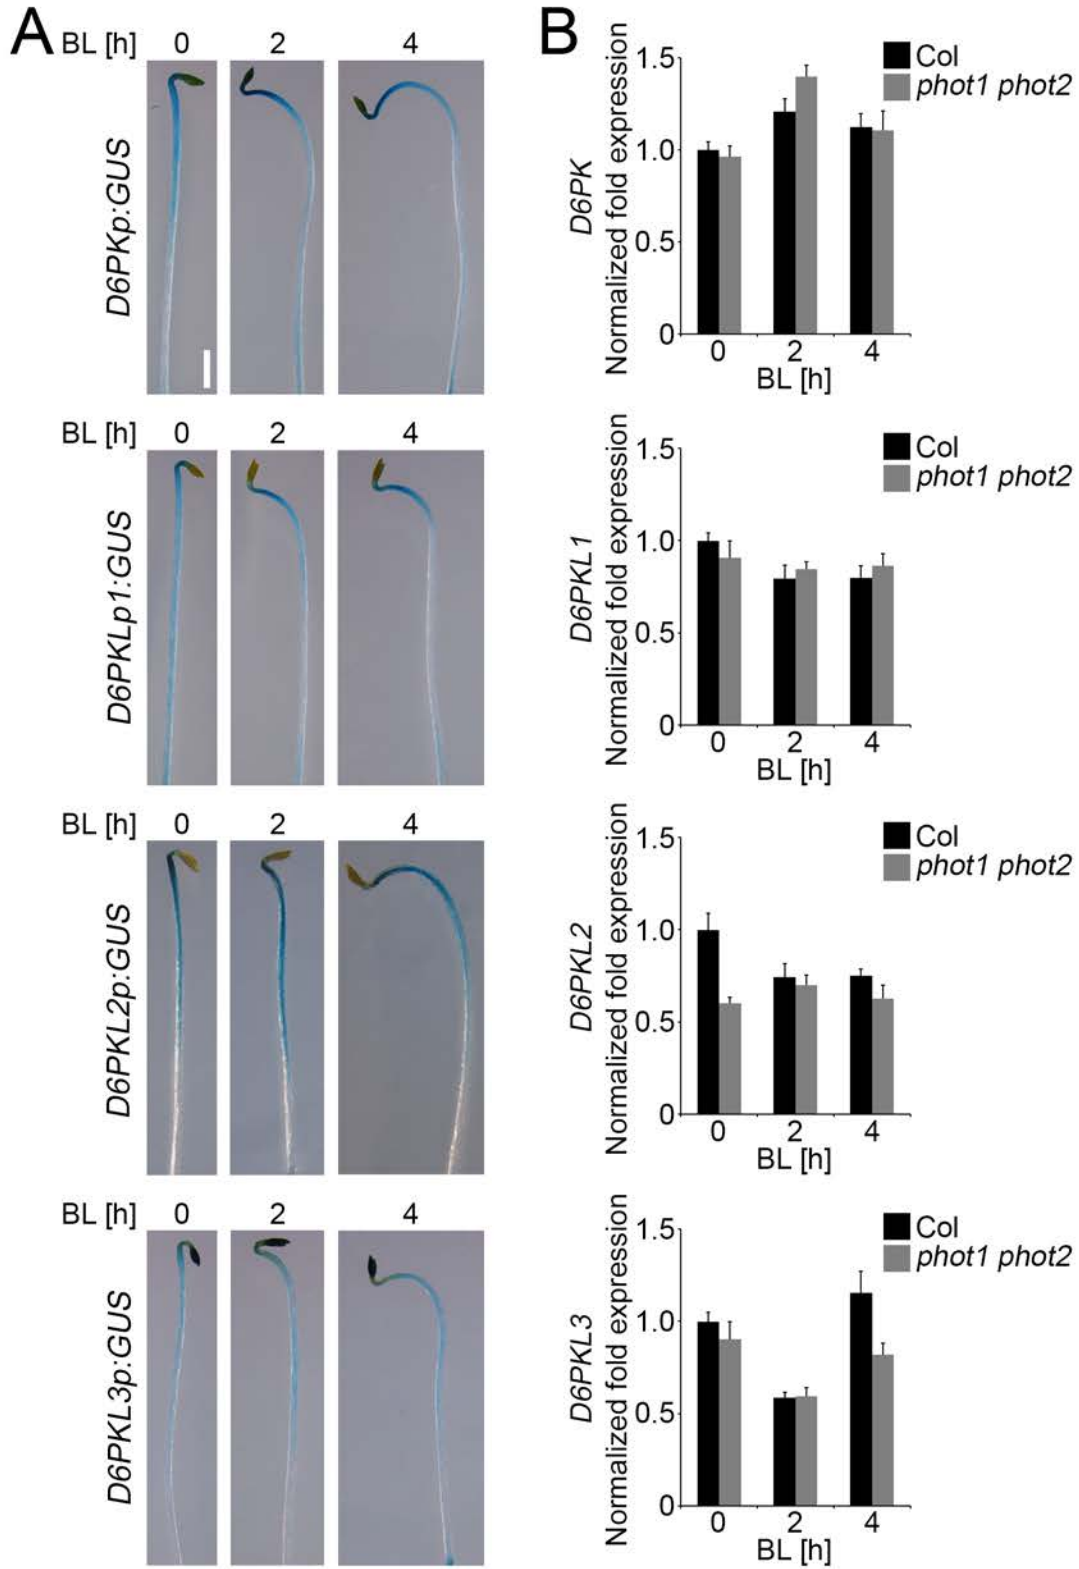 A
BL [h] 0 2 4
D6PKp:GUS
BL [h] 0 2 4
D6PKLp1:GUS
BL [h] 0 2 4
D6PKL2p:GUS
BL [h] 0 2 4
D6PKL3p:GUS
B
Col
phot1 phot2
D6PK
Normalized fold expression
1.5
1.0
0.5
0
0 2 4
BL [h]
Col
phot1 phot2
D6PKL1
Normalized fold expression
1.5
1.0
0.5
0
0 2 4
BL [h]
Col
phot1 phot2
D6PKL2
Normalized fold expression
1.5
1.0
0.5
0
0 2 4
BL [h]
Col
phot1 phot2
D6PKL3
Normalized fold expression
1.5
1.0
0.5
0
0 2 4
BL [h]